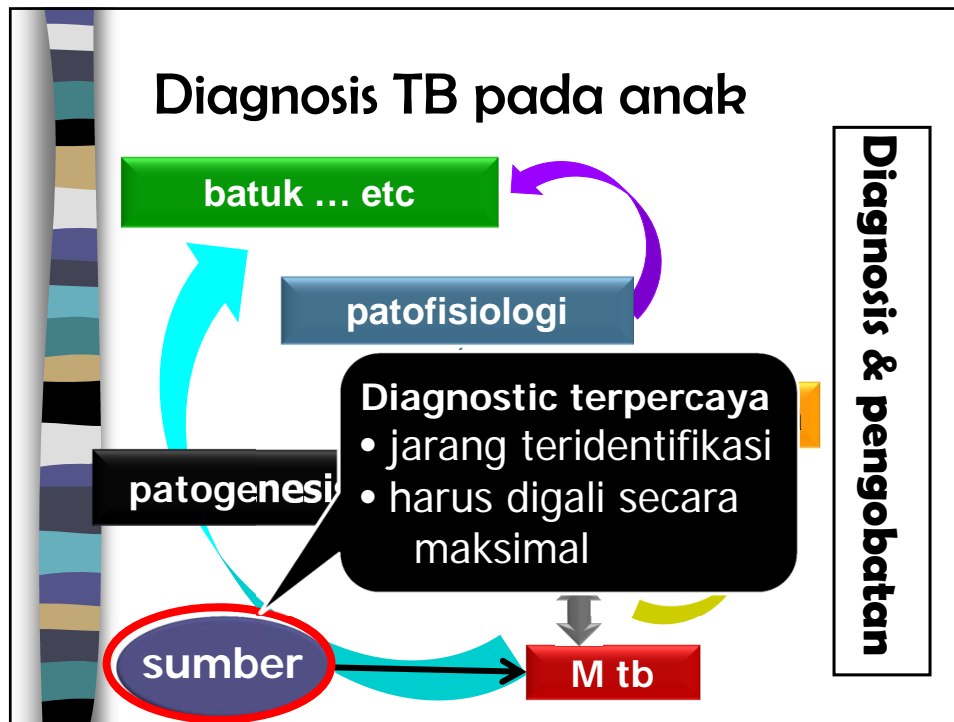 Diagnosis TB pada anak
batuk ... etc
patofisiologi
Diagnostic terpercaya
• jarang teridentifikasi
• harus digali secara
maksimal
patogenesis
sumber
M tb
Diagnosis & pengobatan